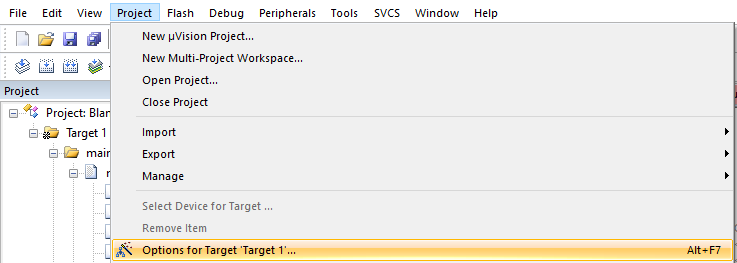 File Edit View Project Flash Debug Peripherals Tools SVCS Window Help
New µVision Project...
New Multi-Project Workspace...
Open Project...
Project
Close Project
Project: Blan
Target 1
Import
main
Export
Manage
Select Device for Target ...
Remove Item
Options for Target 'Target 1'... Alt+F7